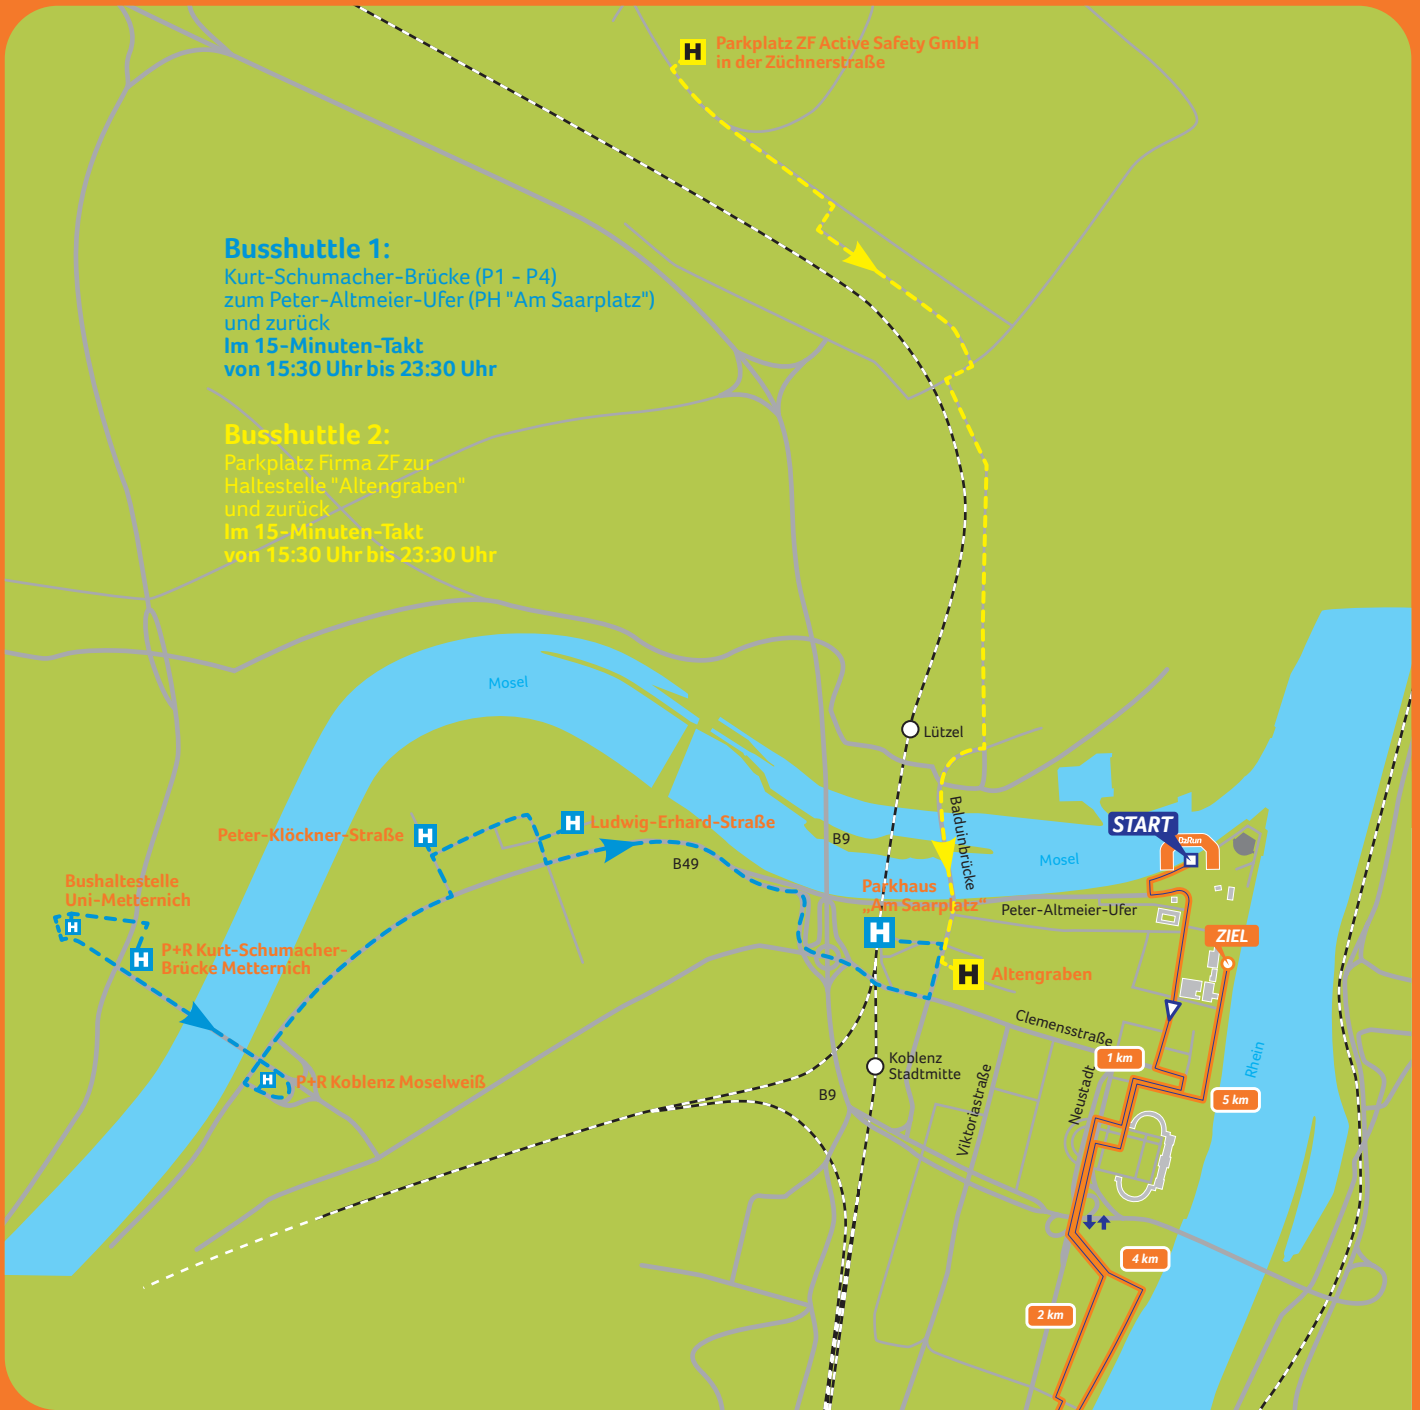 Parkplatz ZF Active Safety GmbH
in der Züchnerstraße
H
Busshuttle 1:
Kurt-Schumacher-Brücke (P1 - P4)
zum Peter-Altmeier-Ufer (PH "Am Saarplatz")
und zurück
Im 15-Minuten-Takt
von 15:30 Uhr bis 23:30 Uhr
Busshuttle 2:
Parkplatz Firma ZF zur
Haltestelle "Altengraben"
und zurück
Im 15-Minuten-Takt
von 15:30 Uhr bis 23:30 Uhr
Mosel
Lützel
Balduinbrücke
START
B2Run
Peter-Klöckner-Straße
H
H
Ludwig-Erhard-Straße
B9
B49
Mosel
Bushaltestelle
Uni-Metternich
H
Parkhaus
„Am Saarplatz“
H
Peter-Altmeier-Ufer
ZIEL
H
P+R Kurt-Schumacher-
Brücke Metternich
H
Altengraben
Clemensstraße
Rhein
1 km
Koblenz
Stadtmitte
H
P+R Koblenz Moselweiß
B9
Viktoriastraße
Neustadt
5 km
4 km
2 km